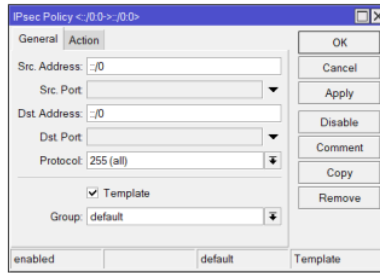 IPsec Policy <::/0:0->::/0:0>
General Action
OK
Src. Address: ::/0
Cancel
Src. Port:
Apply
Dst. Address: ::/0
Disable
Dst. Port:
Comment
Protocol: 255 (all)
Copy
Template
Remove
Group: default
enabled default Template